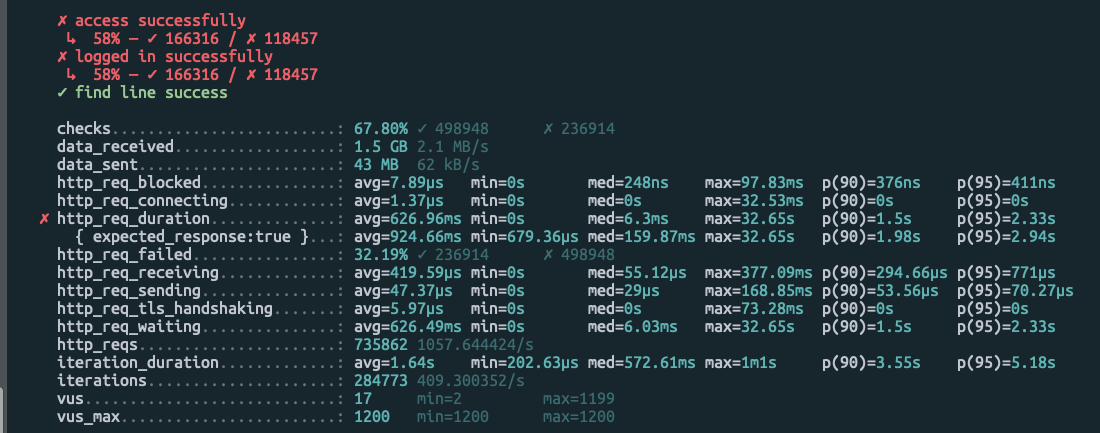 ✗ access successfully
↳  58% — ✓ 166316 / ✗ 118457
✗ logged in successfully
↳  58% — ✓ 166316 / ✗ 118457
✓ find line success
checks.........................: 67.80% ✓ 498948      ✗ 236914
data_received..................: 1.5 GB 2.1 MB/s
data_sent......................: 43 MB  62 kB/s
http_req_blocked...............: avg=7.89µs   min=0s       med=248ns    max=97.83ms  p(90)=376ns    p(95)=411ns
http_req_connecting............: avg=1.37µs   min=0s       med=0s       max=32.53ms  p(90)=0s       p(95)=0s
✗ http_req_duration..............: avg=626.96ms min=0s       med=6.3ms    max=32.65s   p(90)=1.5s     p(95)=2.33s
{ expected_response:true }...: avg=924.66ms min=679.36µs med=159.87ms max=32.65s   p(90)=1.98s    p(95)=2.94s
http_req_failed................: 32.19% ✓ 236914      ✗ 498948
http_req_receiving.............: avg=419.59µs min=0s       med=55.12µs  max=377.09ms p(90)=294.66µs p(95)=771µs
http_req_sending...............: avg=47.37µs  min=0s       med=29µs     max=168.85ms p(90)=53.56µs  p(95)=70.27µs
http_req_tls_handshaking.......: avg=5.97µs   min=0s       med=0s       max=73.28ms  p(90)=0s       p(95)=0s
http_req_waiting...............: avg=626.49ms min=0s       med=6.03ms   max=32.65s   p(90)=1.5s     p(95)=2.33s
http_reqs......................: 735862 1057.644424/s
iteration_duration.............: avg=1.64s    min=202.63µs med=572.61ms max=1m1s     p(90)=3.55s    p(95)=5.18s
iterations.....................: 284773 409.300352/s
vus............................: 17     min=2         max=1199
vus_max........................: 1200   min=1200      max=1200